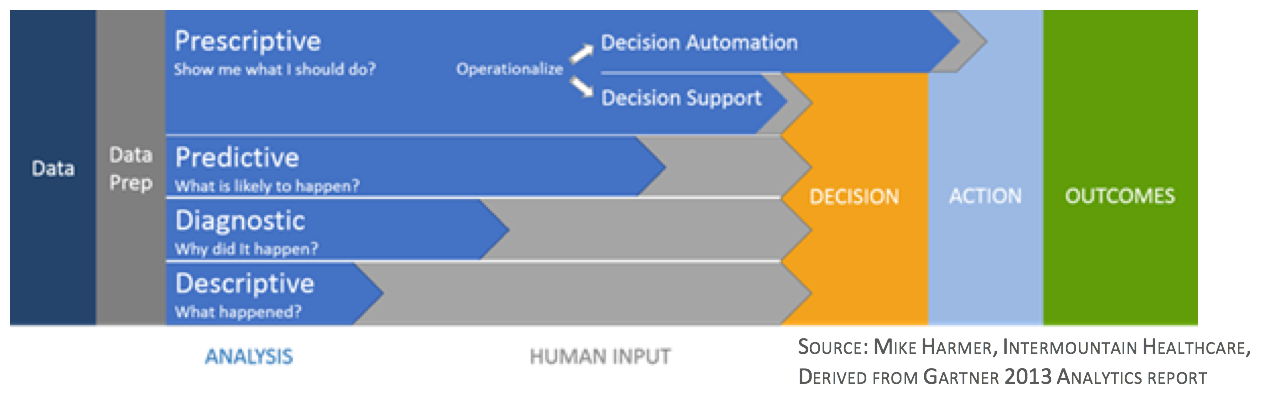 Data
Data
Prep
Prescriptive
Show me what I should do?
Operationalize
Decision Automation
Decision Support
Predictive
What is likely to happen?
Diagnostic
Why did It happen?
Descriptive
What happened?
DECISION
ACTION
OUTCOMES
ANALYSIS
HUMAN INPUT
SOURCE: MIKE HARMER, INTERMOUNTAIN HEALTHCARE,
DERIVED FROM GARTNER 2013 ANALYTICS REPORT